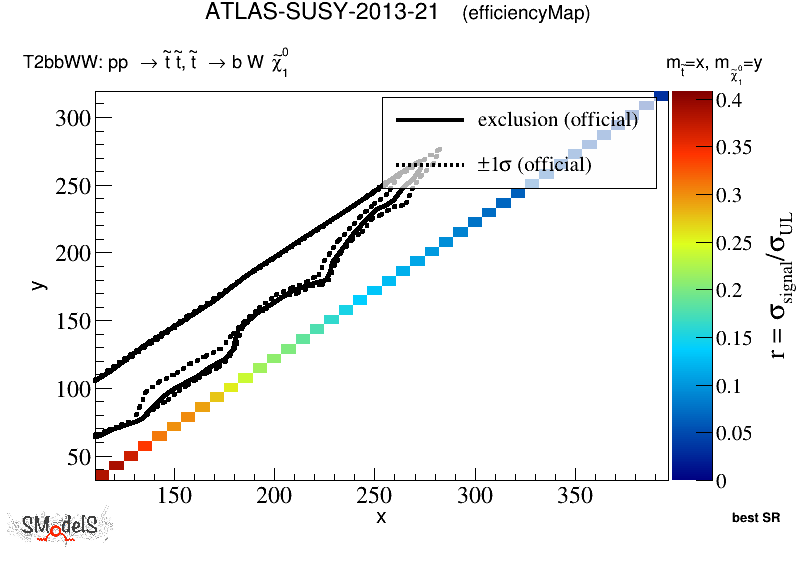 ATLAS-SUSY-2013-21 (efficiencyMap)
T2bbWW: pp → t̃ t̃, t̃ → b W χ̃₁⁰
m_t̃=x, m_χ̃₁⁰=y
exclusion (official)
±1σ (official)
300
250
200
150
100
50
y
150
200
250
300
350
x
0.4
0.35
0.3
0.25
0.2
0.15
0.1
0.05
0
r = σ_signal/σ_UL
best SR
SModelS